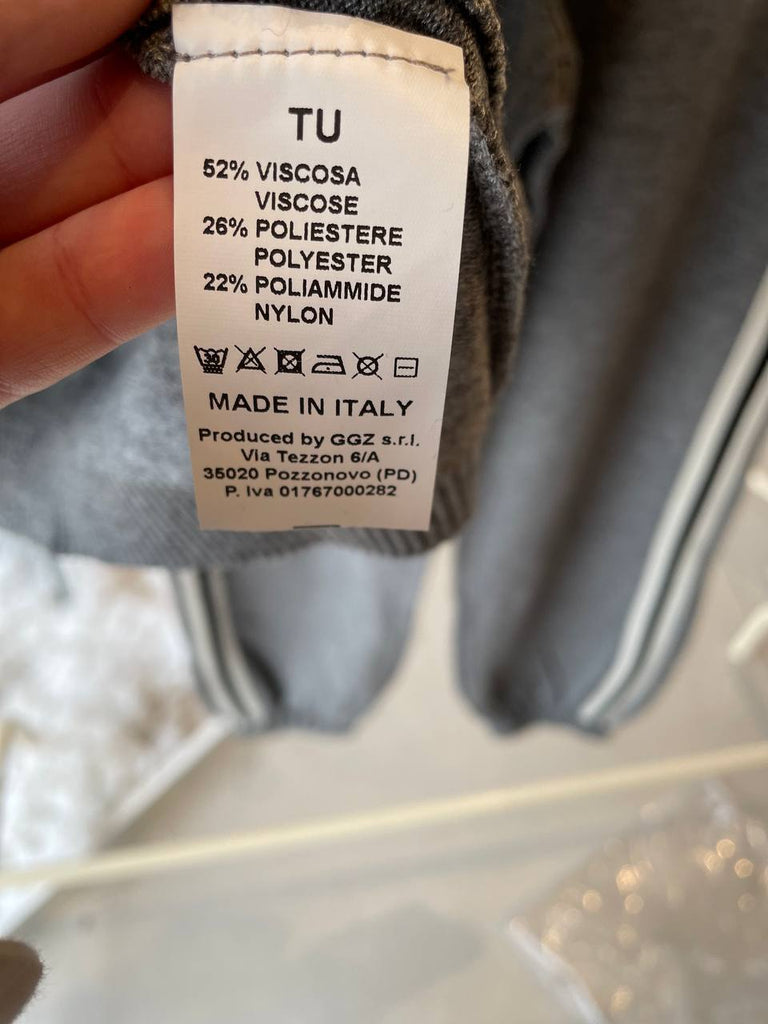 TU
52% VISCOSA
VISCOSE
26% POLIESTERE
POLYESTER
22% POLIAMMIDE
NYLON
30
MADE IN ITALY
Produced by GGZ s.r.l.
Via Tezzon 6/A
35020 Pozzonovo (PD)
P. Iva 01767000282